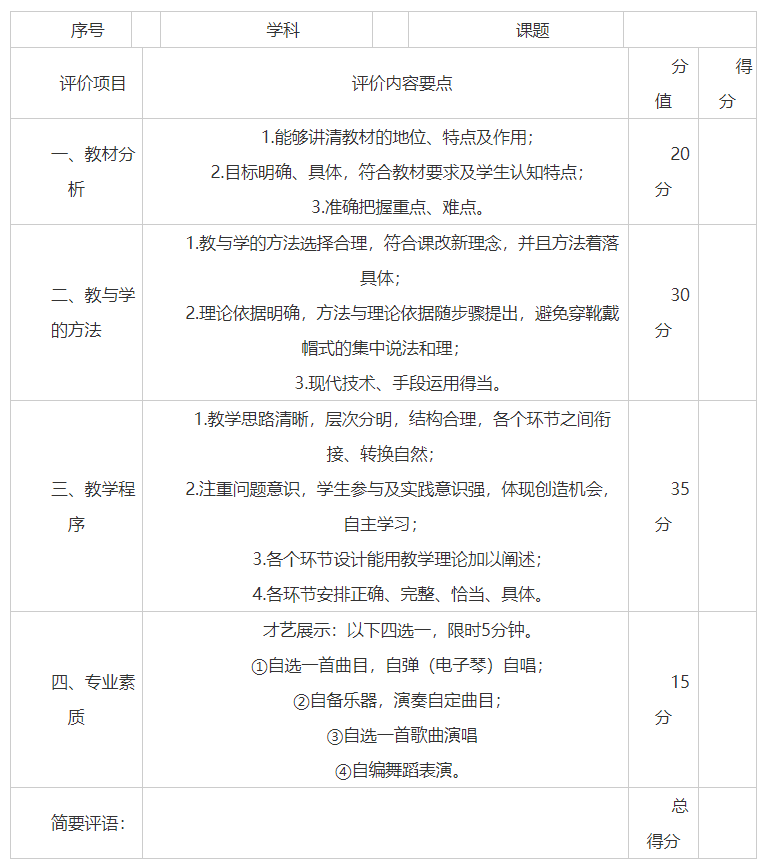 序号 学科 课题
评价项目 评价内容要点 分值 得分
一、教材分析
1.能够讲清教材的地位、特点及作用；
2.目标明确、具体，符合教材要求及学生认知特点；
3.准确把握重点、难点。
20分
二、教与学的方法
1.教与学的方法选择合理，符合课改新理念，并且方法着落
具体；
2.理论依据明确，方法与理论依据随步骤提出，避免穿靴戴
帽式的集中说法和理；
3.现代技术、手段运用得当。
30分
三、教学程序
1.教学思路清晰，层次分明，结构合理，各个环节之间衔
接、转换自然；
2.注重问题意识，学生参与及实践意识强，体现创造机会，
自主学习；
3.各个环节设计能用教学理论加以阐述；
4.各环节安排正确、完整、恰当、具体。
35分
四、专业素质
才艺展示：以下四选一，限时5分钟。
①自选一首曲目，自弹（电子琴）自唱；
②自备乐器，演奏自定曲目；
③自选一首歌曲演唱
④自编舞蹈表演。
15分
简要评语：
总得分